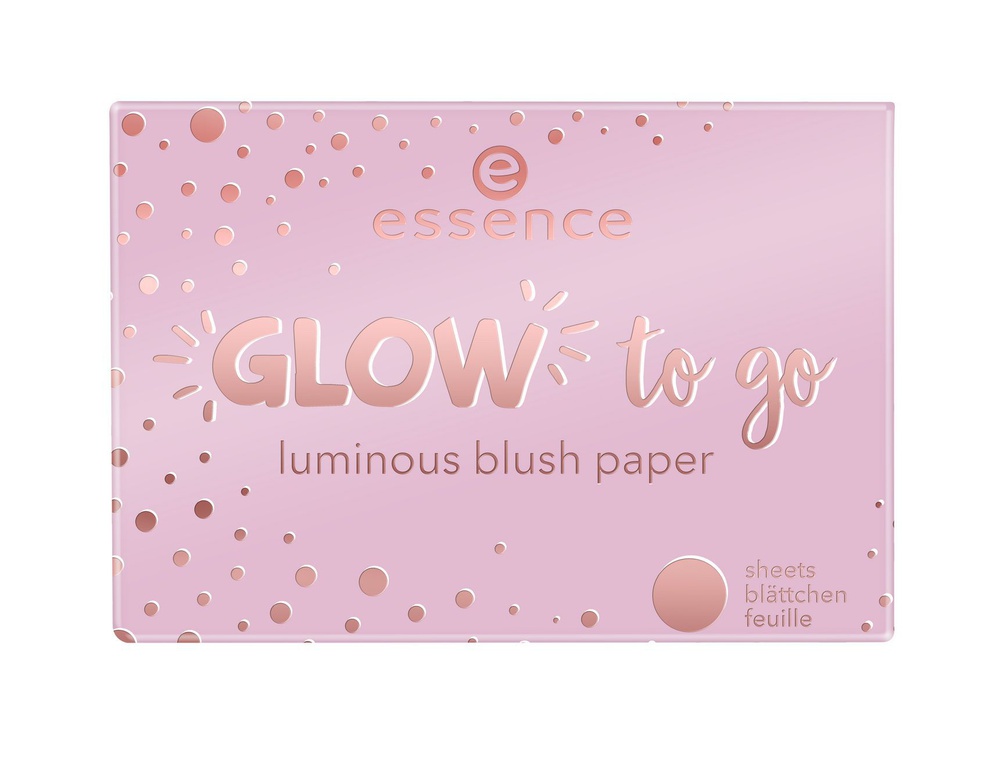 e
essence
GLOW to go
luminous blush paper
sheets
blättchen
feuille